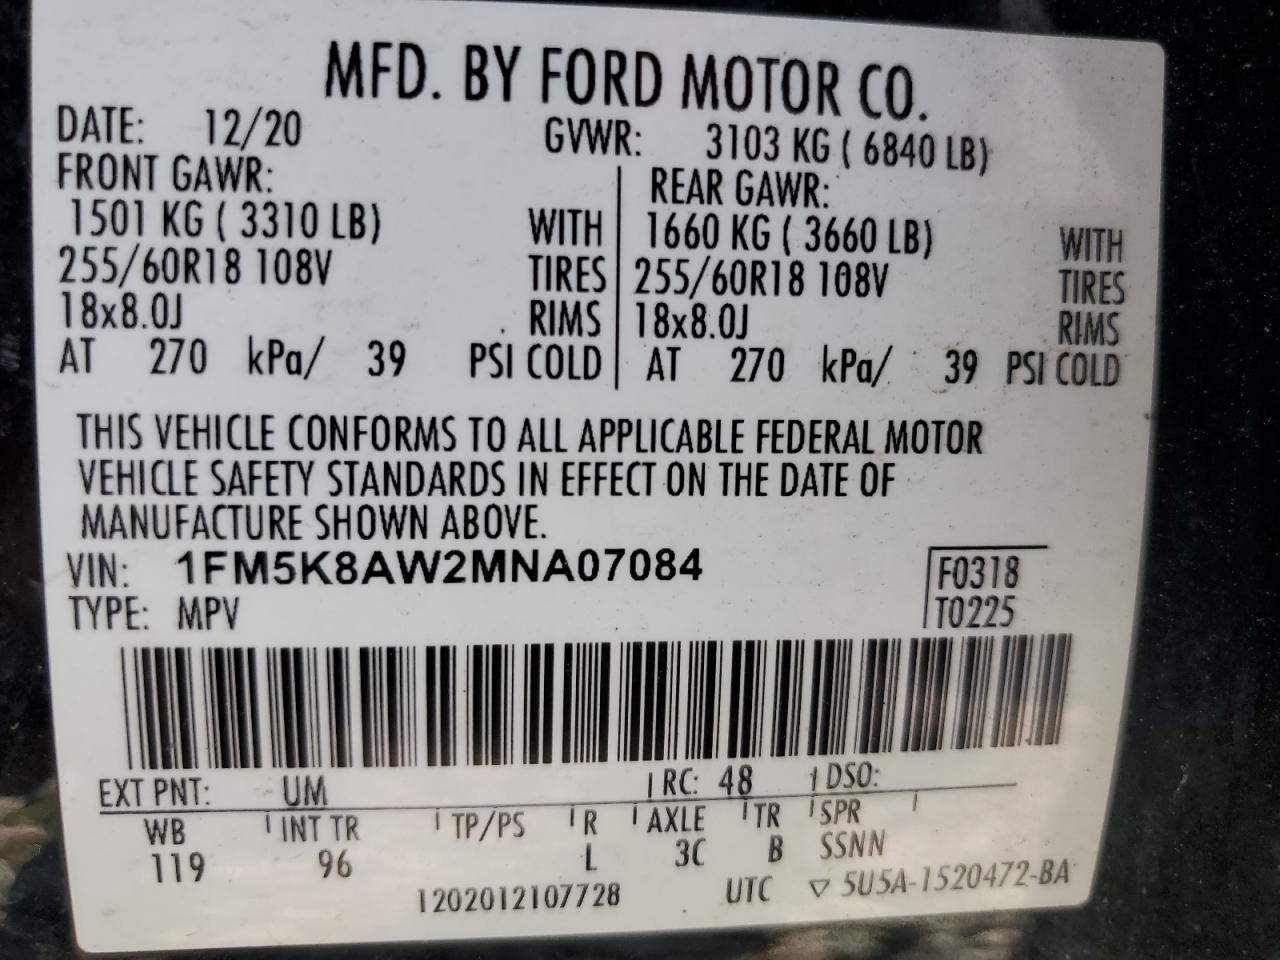 MFD. BY FORD MOTOR CO.
DATE: 12/20 GVWR: 3103 KG ( 6840 LB)
FRONT GAWR: REAR GAWR:
1501 KG ( 3310 LB) WITH 1660 KG ( 3660 LB) WITH
255/60R18 108V TIRES 255/60R18 108V TIRES
18x8.0J RIMS 18x8.0J RIMS
AT 270 kPa/ 39 PSI COLD AT 270 kPa/ 39 PSI COLD
THIS VEHICLE CONFORMS TO ALL APPLICABLE FEDERAL MOTOR
VEHICLE SAFETY STANDARDS IN EFFECT ON THE DATE OF
MANUFACTURE SHOWN ABOVE.
VIN: 1FM5K8AW2MNA07084 F0318
TYPE: MPV T0225
EXT PNT: UM RC: 48 DSO:
WB INT TR TP/PS R AXLE TR SPR
119 96 L 3C B SSNN
1202012107728 UTC ▽ 5U5A-1520472-BA